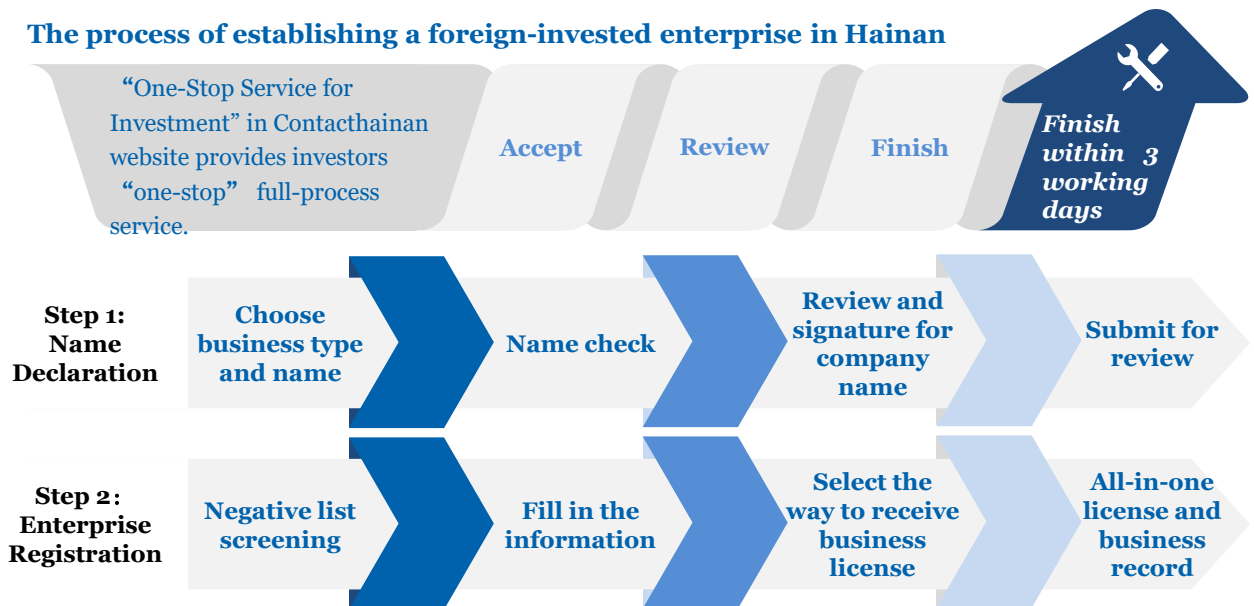 The process of establishing a foreign-invested enterprise in Hainan
“One-Stop Service for
Investment” in Contacthainan
website provides investors
“one-stop” full-process
service.
Accept
Review
Finish
Finish
within 3
working
days
Step 1:
Name
Declaration
Choose
business type
and name
Name check
Review and
signature for
company
name
Submit for
review
Step 2:
Enterprise
Registration
Negative list
screening
Fill in the
information
Select the
way to receive
business
license
All-in-one
license and
business
record